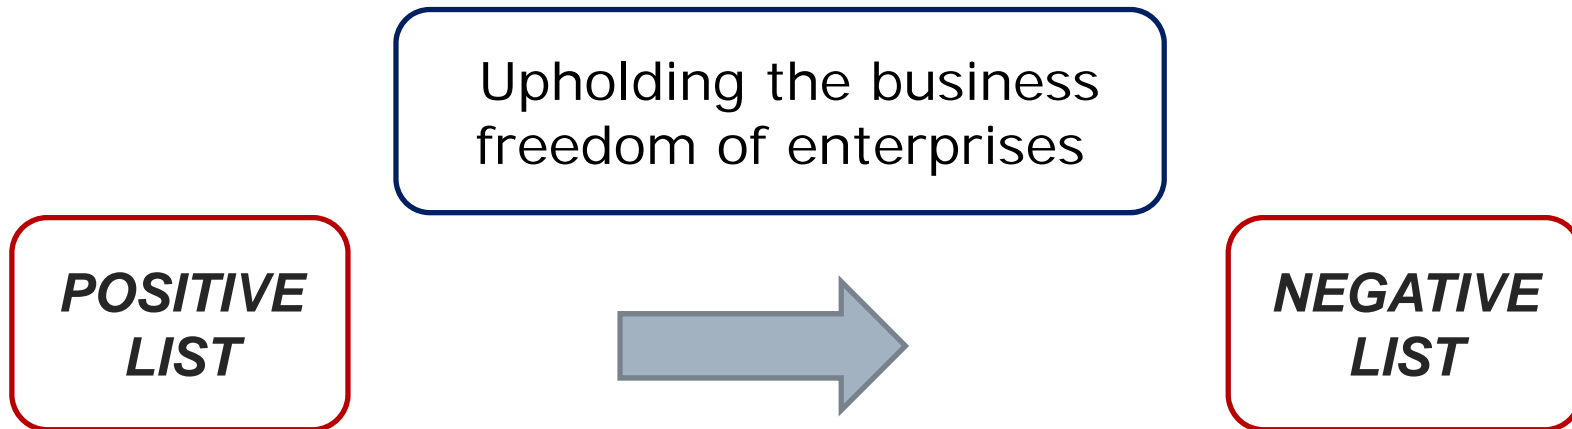 Upholding the business
freedom of enterprises
POSITIVE
LIST
NEGATIVE
LIST